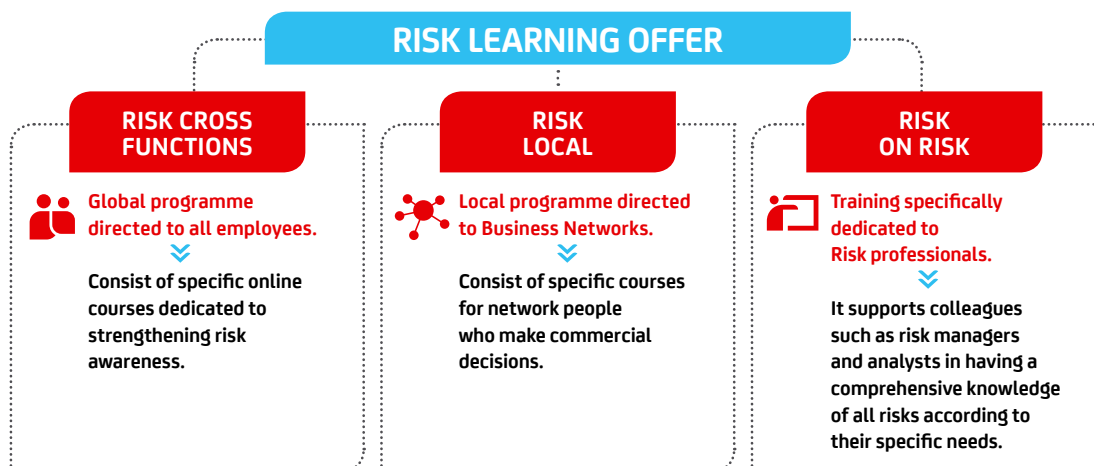 RISK LEARNING OFFER
RISK CROSS
FUNCTIONS
Global programme
directed to all employees.
Consist of specific online
courses dedicated to
strengthening risk
awareness.
RISK
LOCAL
Local programme directed
to Business Networks.
Consist of specific courses
for network people
who make commercial
decisions.
RISK
ON RISK
Training specifically
dedicated to
Risk professionals.
It supports colleagues
such as risk managers
and analysts in having a
comprehensive knowledge
of all risks according to
their specific needs.